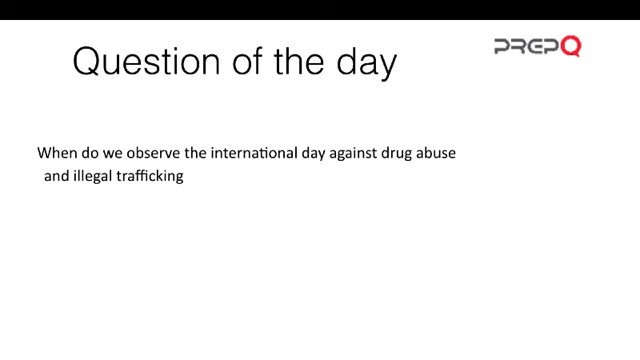 Question of the day
PREPQ
When do we observe the international day against drug abuse
and illegal trafficking